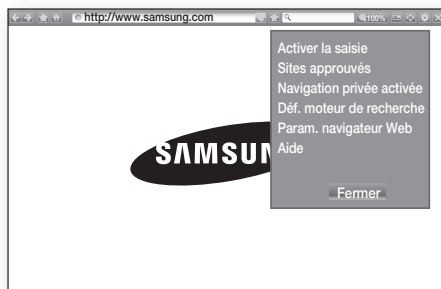 http://www.samsung.com
100%
Activer la saisie
Sites approuvés
Navigation privée activée
Déf. moteur de recherche
Param. navigateur Web
Aide
SAMSUN
Fermer